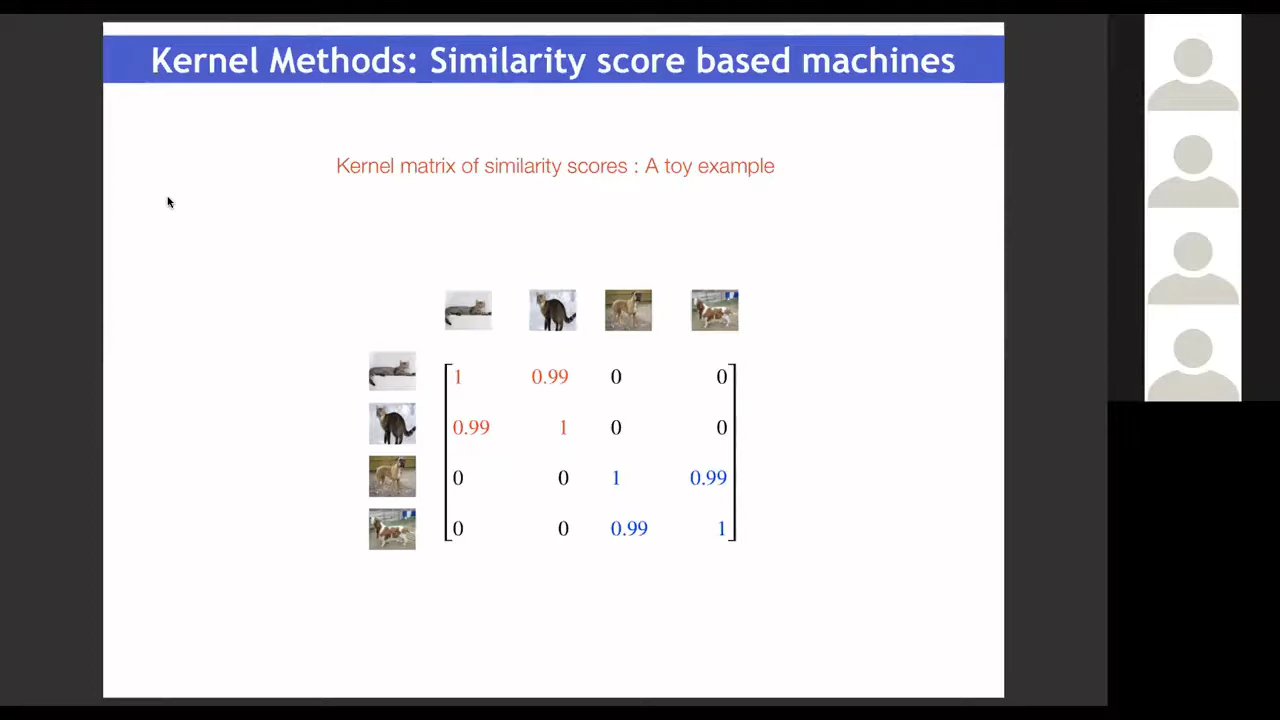 Kernel Methods: Similarity score based machines
Kernel matrix of similarity scores : A toy example
1 0.99 0 0
0.99 1 0 0
0 0 1 0.99
0 0 0.99 1